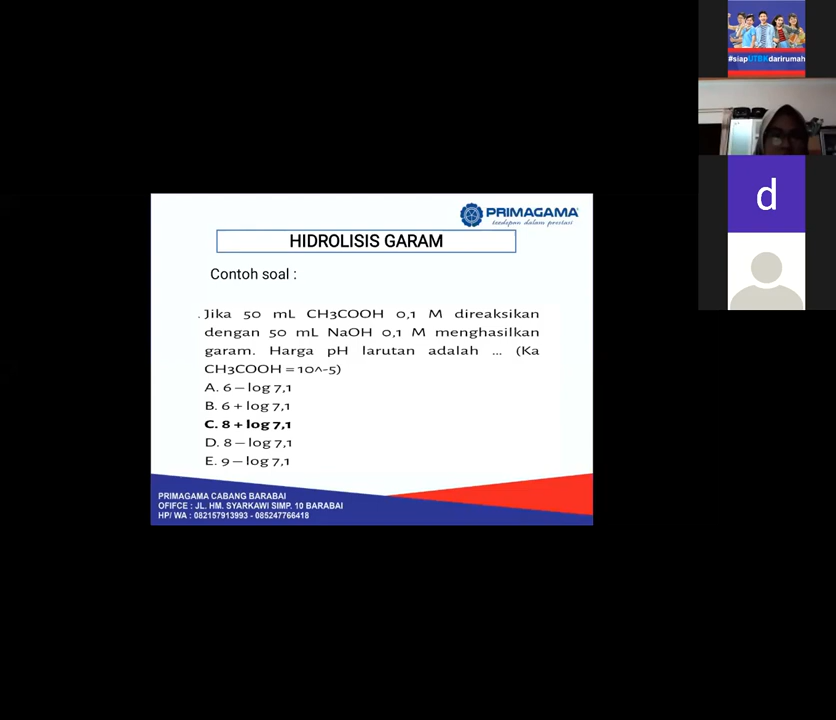 #siapUTBKdarirumah
d
PRIMAGAMA
terdepan dalam prestasi
HIDROLISIS GARAM
Contoh soal :
. Jika 50 mL CH3COOH 0,1 M direaksikan
dengan 50 mL NaOH 0,1 M menghasilkan
garam. Harga pH larutan adalah ... (Ka
CH3COOH = 10^-5)
A. 6 – log 7,1
B. 6 + log 7,1
C. 8 + log 7,1
D. 8 – log 7,1
E. 9 – log 7,1
PRIMAGAMA CABANG BARABAI
OFIFCE : JL. HM. SYARKAWI SIMP. 10 BARABAI
HP/ WA : 082157913993 - 085247766418